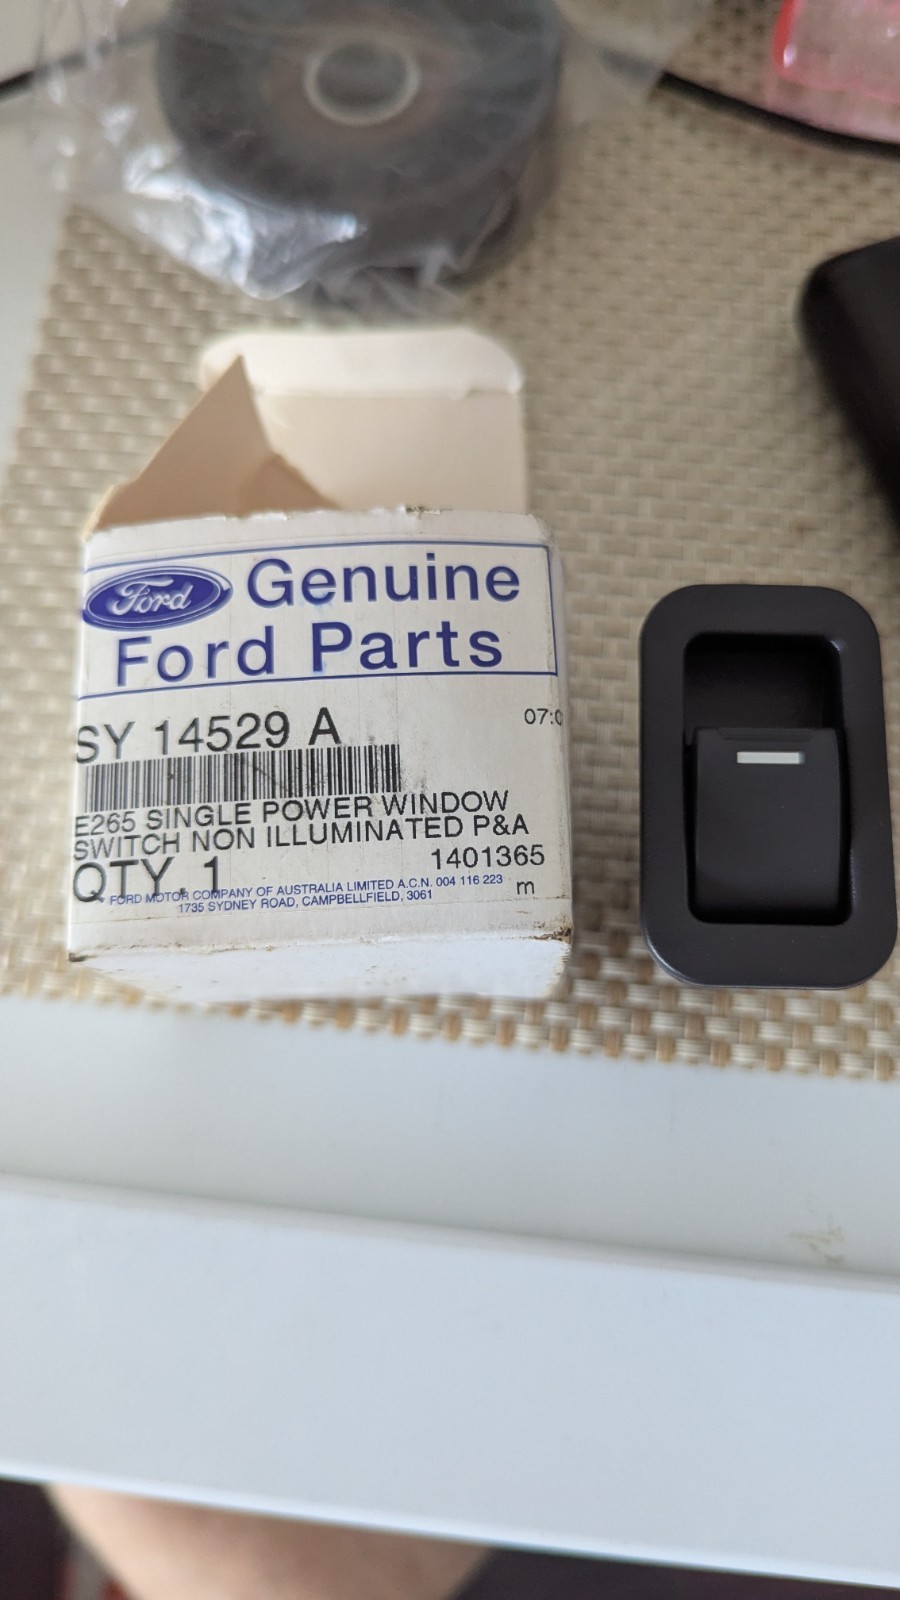 Ford Genuine
Ford Parts
SY 14529 A
07:0
E265 SINGLE POWER WINDOW
SWITCH NON ILLUMINATED P&A
QTY. 1
1401365
FORD MOTOR COMPANY OF AUSTRALIA LIMITED A.C.N. 004 116 223
m
1735 SYDNEY ROAD, CAMPBELLFIELD, 3061